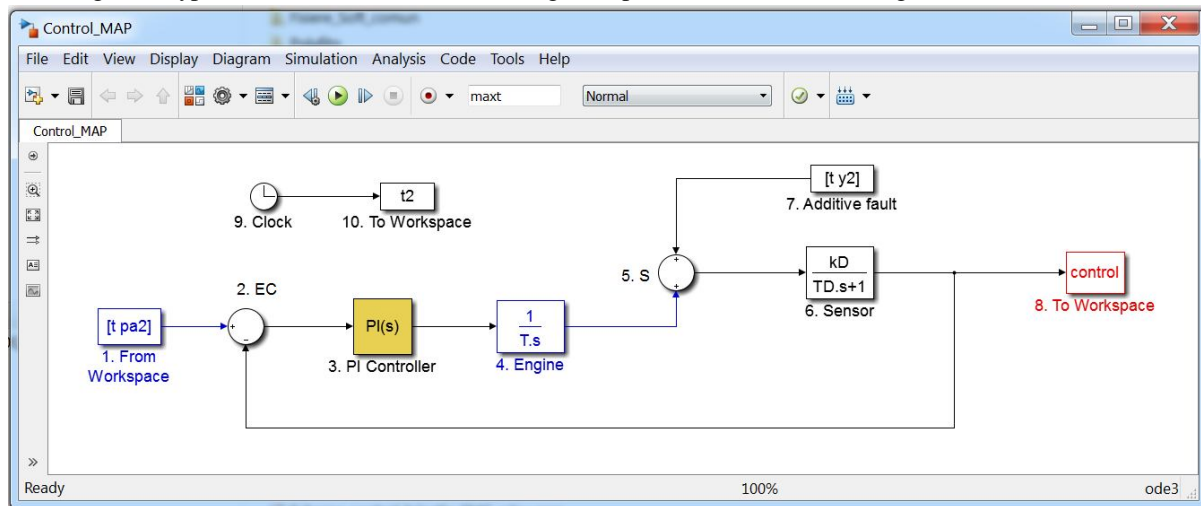 Control_MAP
File Edit View Display Diagram Simulation Analysis Code Tools Help
maxt
Normal
Control_MAP
9. Clock
t2
10. To Workspace
[t y2]
7. Additive fault
2. EC
5. S
kD
TD.s+1
6. Sensor
control
8. To Workspace
[t pa2]
1. From
Workspace
PI(s)
3. PI Controller
1
T.s
4. Engine
Ready
100%
ode3